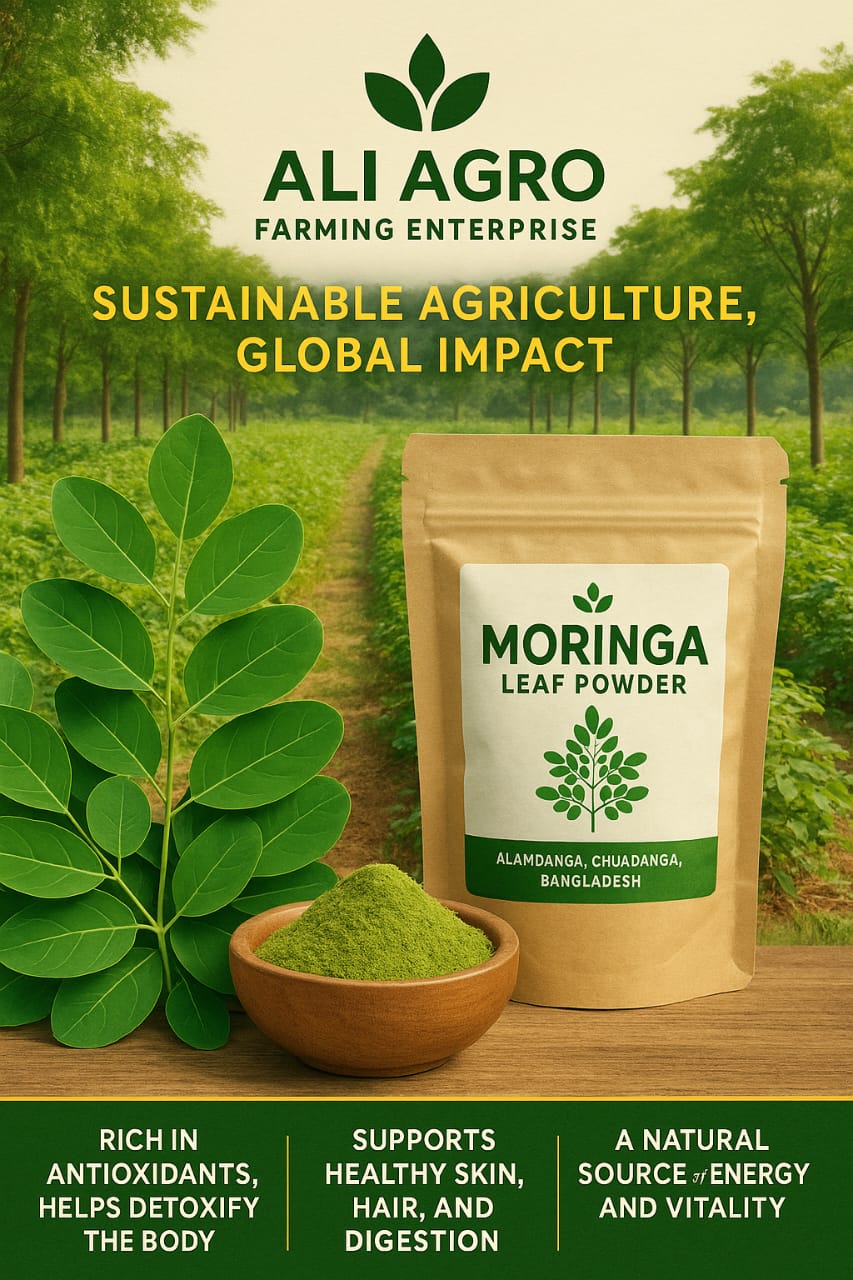 ALI AGRO
FARMING ENTERPRISE
SUSTAINABLE AGRICULTURE,
GLOBAL IMPACT
MORINGA
LEAF POWDER
ALAMDANGA, CHUADANGA,
BANGLADESH
RICH IN
ANTIOXIDANTS,
HELPS DETOXIFY
THE BODY
SUPPORTS
HEALTHY SKIN,
HAIR, AND
DIGESTION
A NATURAL
SOURCE of ENERGY
AND VITALITY